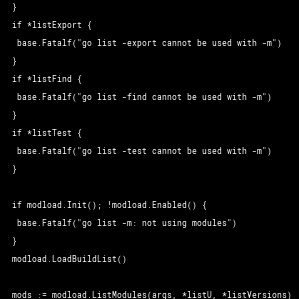 }
if *listExport {
base.Fatalf("go list -export cannot be used with -m")
}
if *listFind {
base.Fatalf("go list -find cannot be used with -m")
}
if *listTest {
base.Fatalf("go list -test cannot be used with -m")
}
if modload.Init(); !modload.Enabled() {
base.Fatalf("go list -m: not using modules")
}
modload.LoadBuildList()
mods := modload.ListModules(args, *listU, *listVersions)